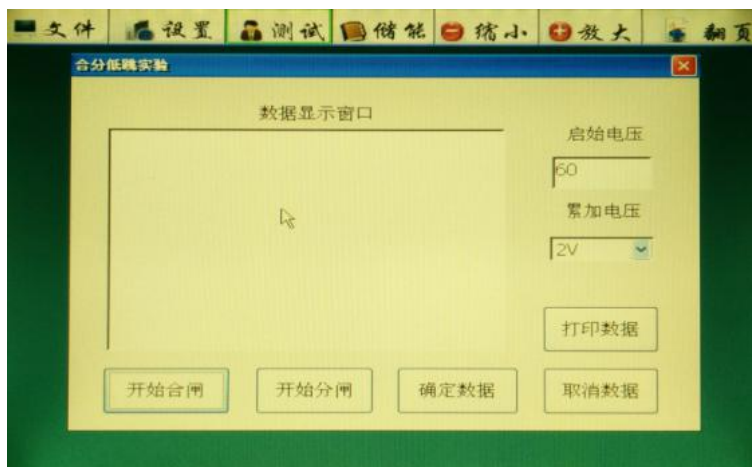 文件 设置 测试 储能 缩小 放大 翻页
合分低跳实验
数据显示窗口
启始电压
60
累加电压
2V
打印数据
开始合闸 开始分闸 确定数据 取消数据